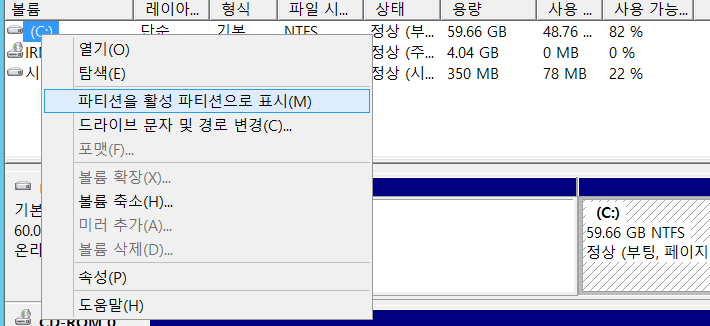 볼륨 레이아... 형식 파일 시... 상태 용량 사용 ... 사용 가능...
(C:) 단순 기본 NTFS 정상 (부... 59.66 GB 48.76 ... 82 %
IRI 정상 (주... 4.04 GB 0 MB 0 %
시 정상 (시... 350 MB 78 MB 22 %
열기(O)
탐색(E)
파티션을 활성 파티션으로 표시(M)
드라이브 문자 및 경로 변경(C)...
포맷(F)...
볼륨 확장(X)...
볼륨 축소(H)...
미러 추가(A)...
볼륨 삭제(D)...
속성(P)
도움말(H)
기본
60.0
온리
(C:)
59.66 GB NTFS
정상 (부팅, 페이지
CD-ROM 0